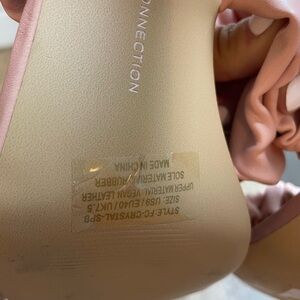 ONNECTION
STYLE: FC-CRYSTAL-SPB
SIZE: US9 / EU40 / UK7.5
UPPER MATERIAL: VEGAN LEATHER
SOLE MATERIAL: RUBBER
MADE IN CHINA